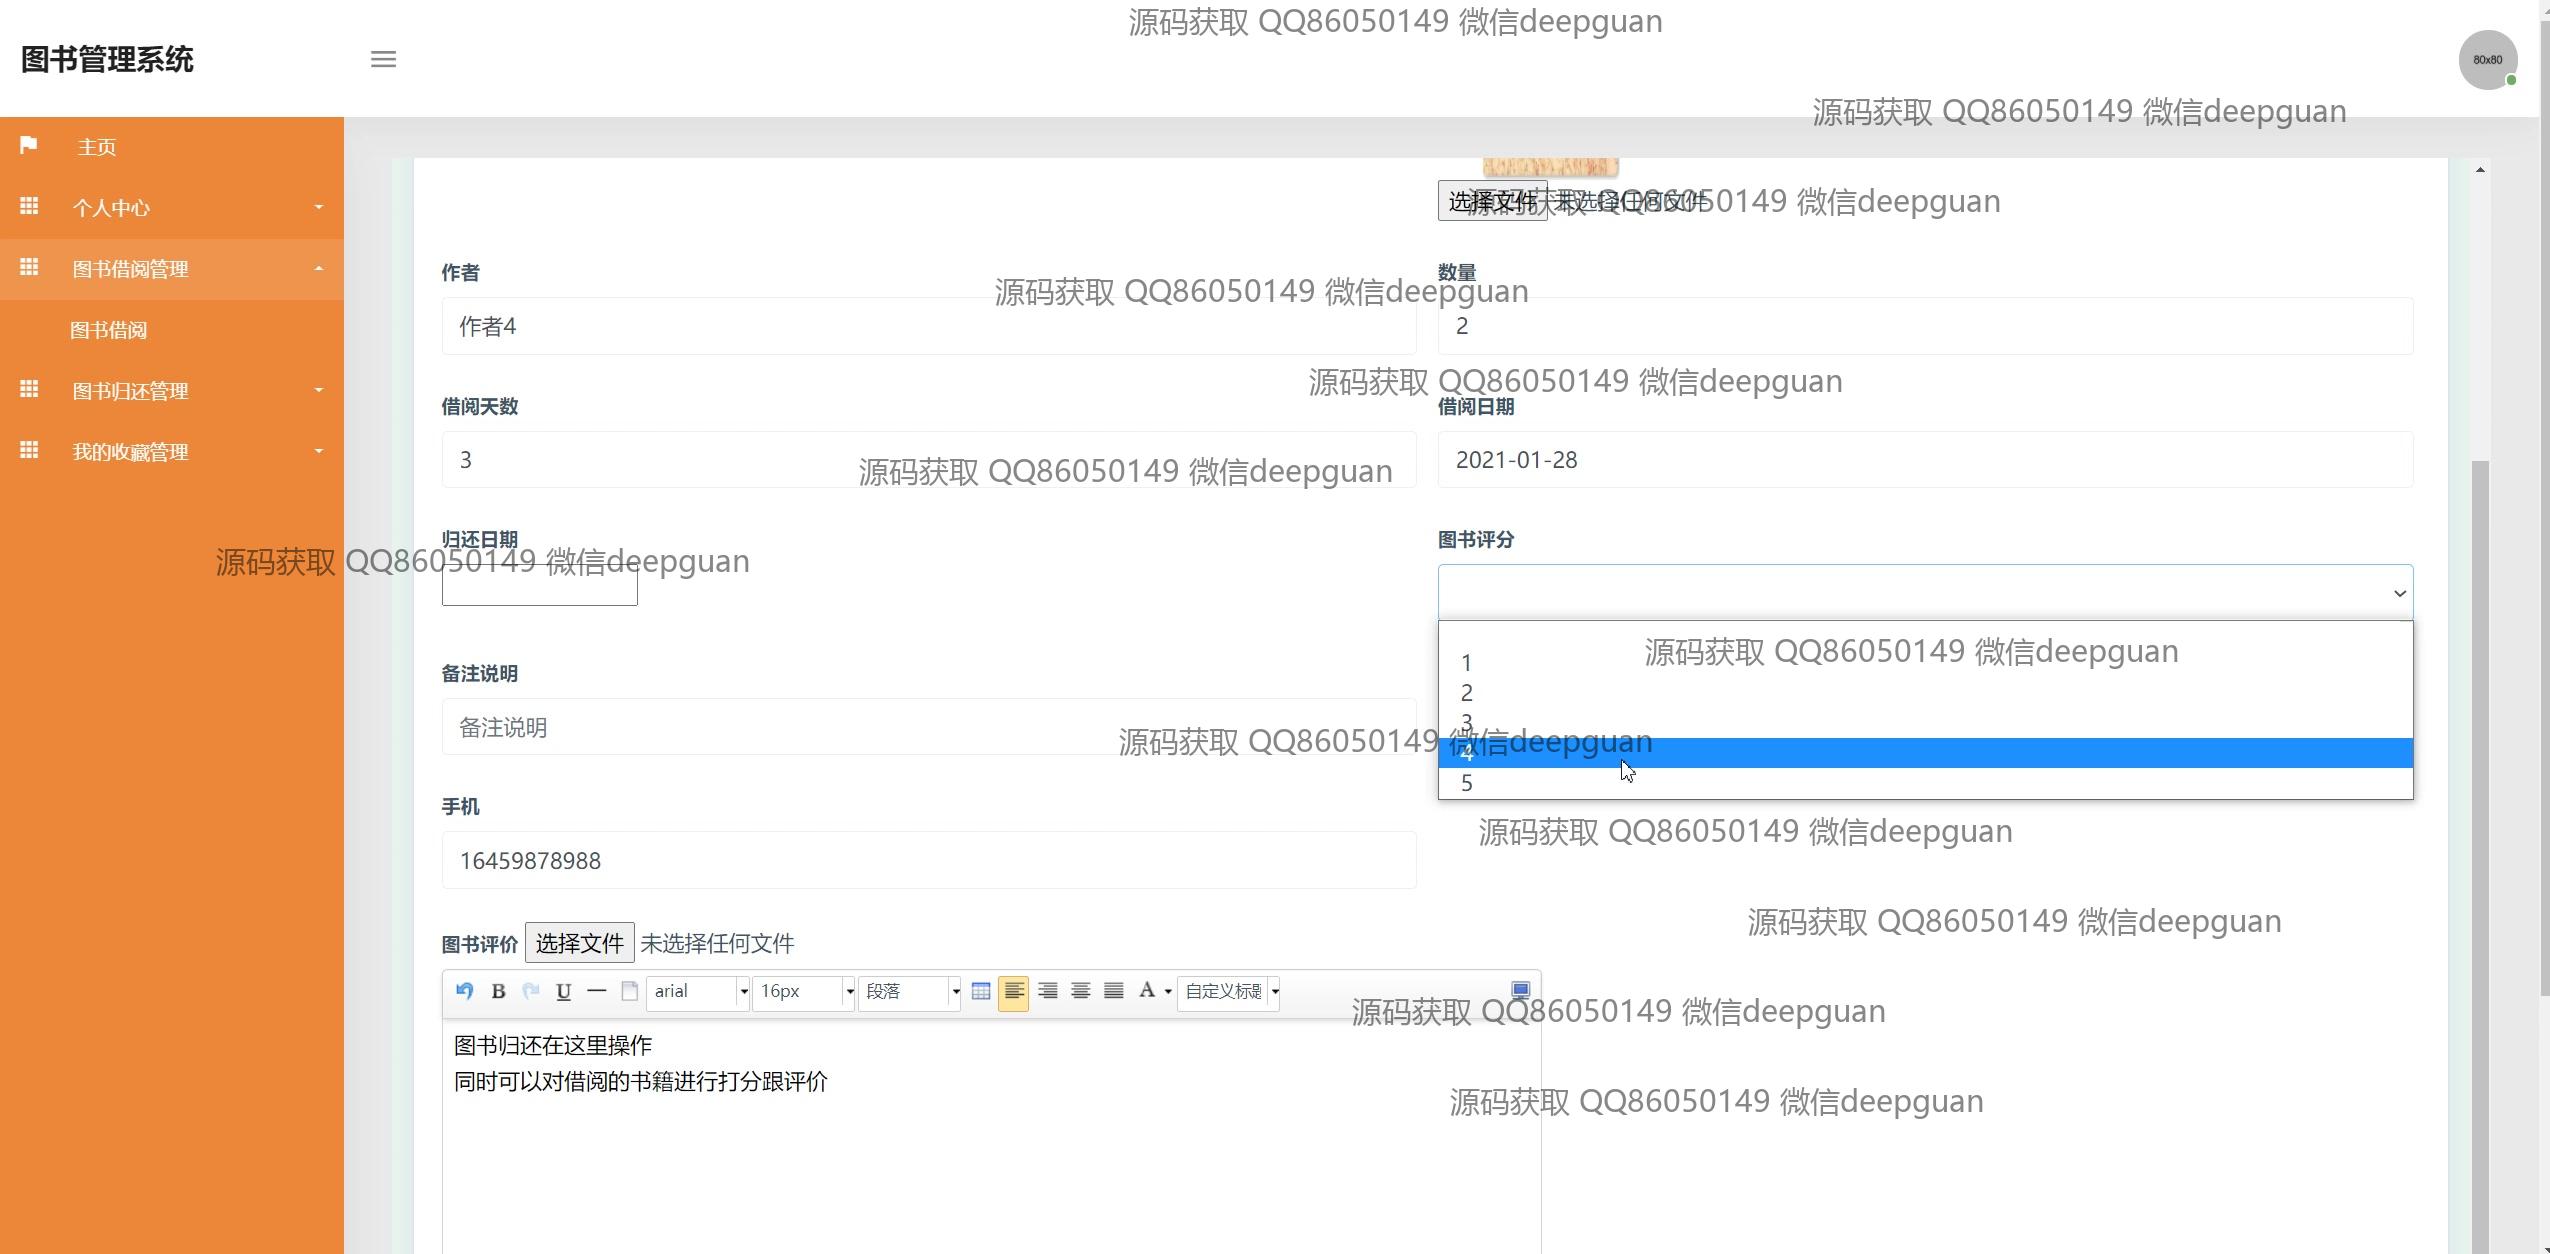 源码获取 QQ86050149 微信deepguan
图书管理系统
80x80
源码获取 QQ86050149 微信deepguan
主页
个人中心
图书借阅管理
图书借阅
图书归还管理
我的收藏管理
选择文件 未选择任何文件
源码获取 QQ86050149 微信deepguan
作者
数量
源码获取 QQ86050149 微信deepguan
作者4
2
源码获取 QQ86050149 微信deepguan
借阅天数
借阅日期
3
2021-01-28
源码获取 QQ86050149 微信deepguan
归还日期
图书评分
源码获取 QQ86050149 微信deepguan
源码获取 QQ86050149 微信deepguan
1
2
3
4
5
备注说明
备注说明
源码获取 QQ86050149 微信deepguan
手机
源码获取 QQ86050149 微信deepguan
16459878988
源码获取 QQ86050149 微信deepguan
图书评价 选择文件 未选择任何文件
B U arial 16px 段落 A 自定义标题
源码获取 QQ86050149 微信deepguan
图书归还在这里操作
同时可以对借阅的书籍进行打分跟评价
源码获取 QQ86050149 微信deepguan